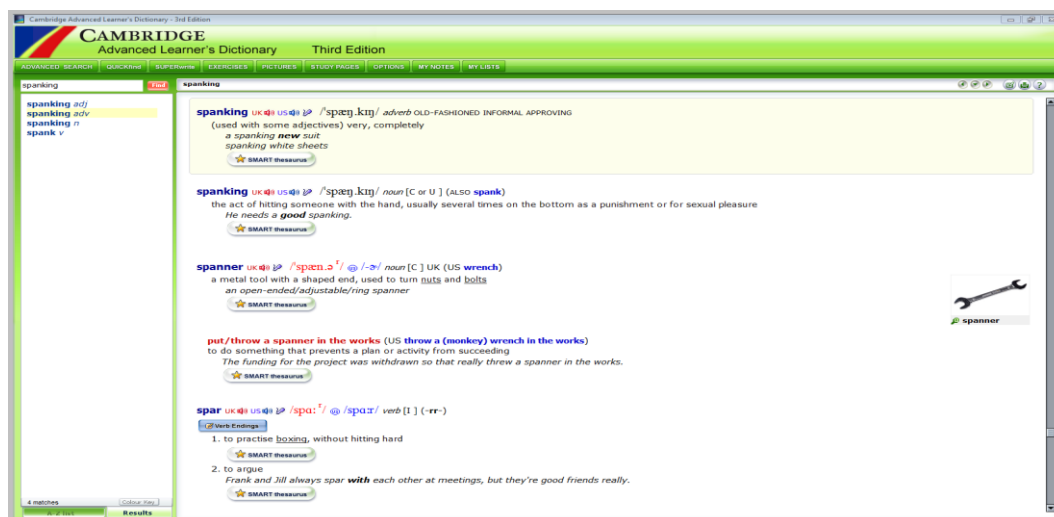 Cambridge Advanced Learner's Dictionary - 3rd Edition
CAMBRIDGE
Advanced Learner's Dictionary Third Edition
ADVANCED SEARCH QUICKfind SUPERwrite EXERCISES PICTURES STUDY PAGES OPTIONS MY NOTES MY LISTS
spanking Find spanking
spanking adj
spanking adv
spanking n
spank v
spanking UK US /ˈspæŋ.kɪŋ/ adverb OLD-FASHIONED INFORMAL APPROVING
(used with some adjectives) very, completely
a spanking new suit
spanking white sheets
SMART thesaurus
spanking UK US /ˈspæŋ.kɪŋ/ noun [C or U ] (ALSO spank)
the act of hitting someone with the hand, usually several times on the bottom as a punishment or for sexual pleasure
He needs a good spanking.
SMART thesaurus
spanner UK /ˈspæn.ə r/ @ /-ɚ/ noun [C ] UK (US wrench)
a metal tool with a shaped end, used to turn nuts and bolts
an open-ended/adjustable/ring spanner
SMART thesaurus
spanner
put/throw a spanner in the works (US throw a (monkey) wrench in the works)
to do something that prevents a plan or activity from succeeding
The funding for the project was withdrawn so that really threw a spanner in the works.
SMART thesaurus
spar UK US /spɑː r/ @ /spɑːr/ verb [I ] (-rr-)
Verb Endings
1. to practise boxing, without hitting hard
SMART thesaurus
2. to argue
Frank and Jill always spar with each other at meetings, but they're good friends really.
SMART thesaurus
4 matches Colour Key
A-Z list Results